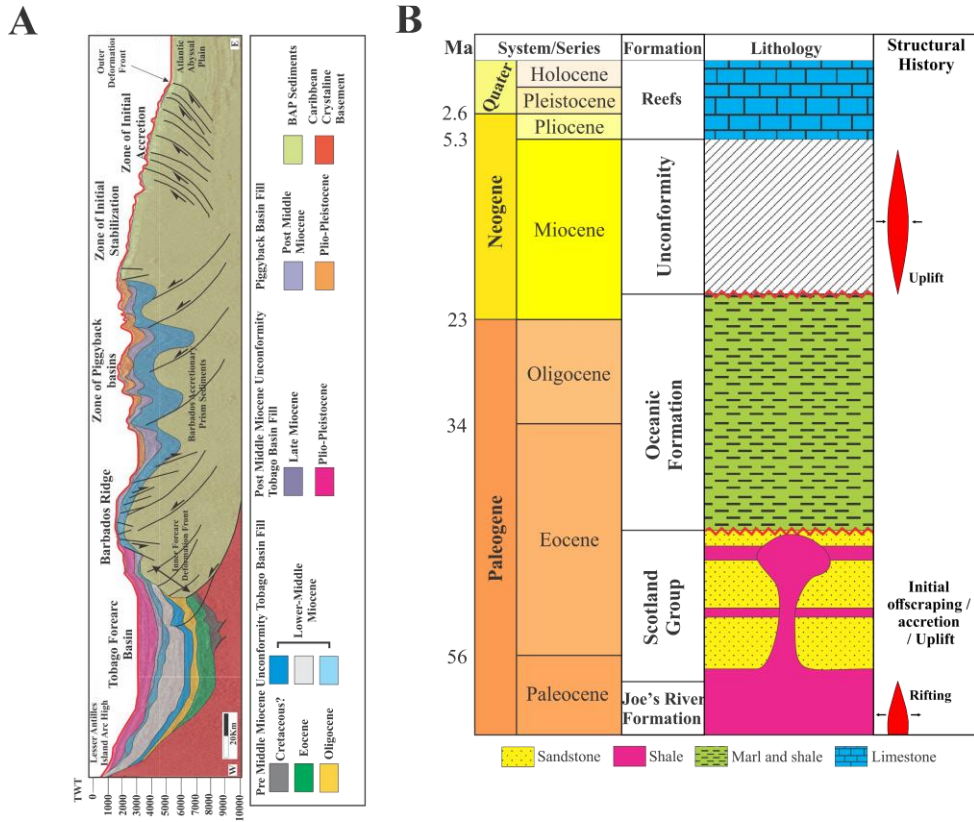 A
Outer
Deformation
Front
Atlantic
Abyssal
Plain
E
Zone of Initial
Accretion
Zone of Initial
Stabilization
Zone of Piggyback
basins
Barbados Accretionary
Prism Sediments
Barbados Ridge
Inner Forearc
Deformation Front
Tobago Forearc
Basin
Lesser Antilles
Island Arc High
W
20Km
TWT
0
1000
2000
3000
4000
5000
6000
7000
8000
9000
10000
Pre Middle Miocene Unconformity Tobago Basin Fill
Cretaceous?
Eocene
Oligocene
Lower-Middle
Miocene
Post Middle Miocene Unconformity
Tobago Basin Fill
Late Miocene
Plio-Pleistocene
Piggyback Basin Fill
Post Middle
Miocene
Plio-Pleistocene
BAP Sediments
Caribbean
Crystaline
Basement
B
Ma
System/Series
Formation
Lithology
Structural
History
Quater
Holocene
Pleistocene
Reefs
2.6
Pliocene
5.3
Neogene
Miocene
Unconformity
Uplift
23
Paleogene
Oligocene
34
Oceanic
Formation
Eocene
Scotland
Group
Initial
offscraping /
accretion
/ Uplift
56
Paleocene
Joe's River
Formation
Rifting
Sandstone
Shale
Marl and shale
Limestone